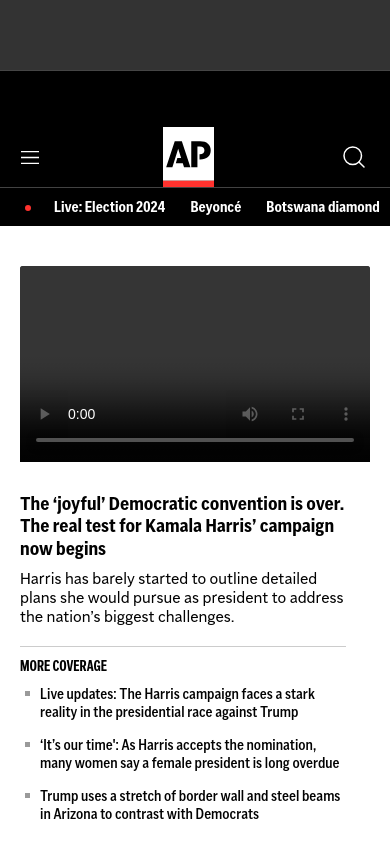 AP
Live: Election 2024 Beyoncé Botswana diamond
0:00
The ‘joyful’ Democratic convention is over.
The real test for Kamala Harris’ campaign
now begins
Harris has barely started to outline detailed
plans she would pursue as president to address
the nation’s biggest challenges.
MORE COVERAGE
Live updates: The Harris campaign faces a stark
reality in the presidential race against Trump
‘It’s our time': As Harris accepts the nomination,
many women say a female president is long overdue
Trump uses a stretch of border wall and steel beams
in Arizona to contrast with Democrats